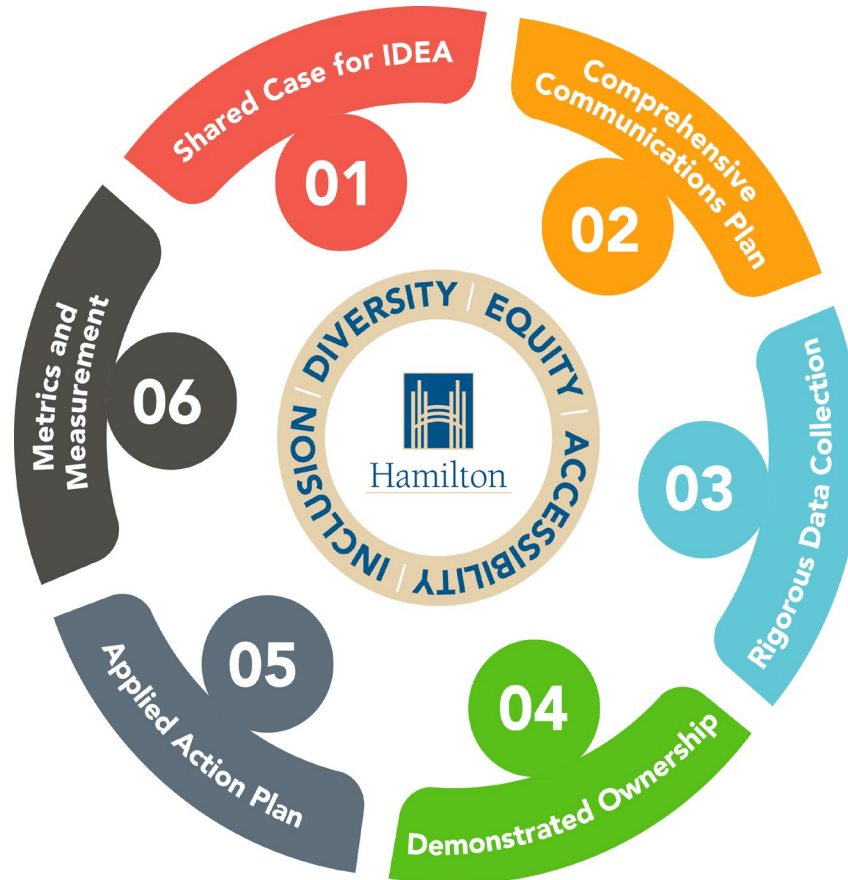 Shared Case for IDEA
01
Comprehensive
Communications Plan
02
Rigorous Data Collection
03
Demonstrated Ownership
04
Applied Action Plan
05
Metrics and
Measurement
06
DIVERSITY | EQUITY | ACCESSIBILITY | INCLUSION |
Hamilton